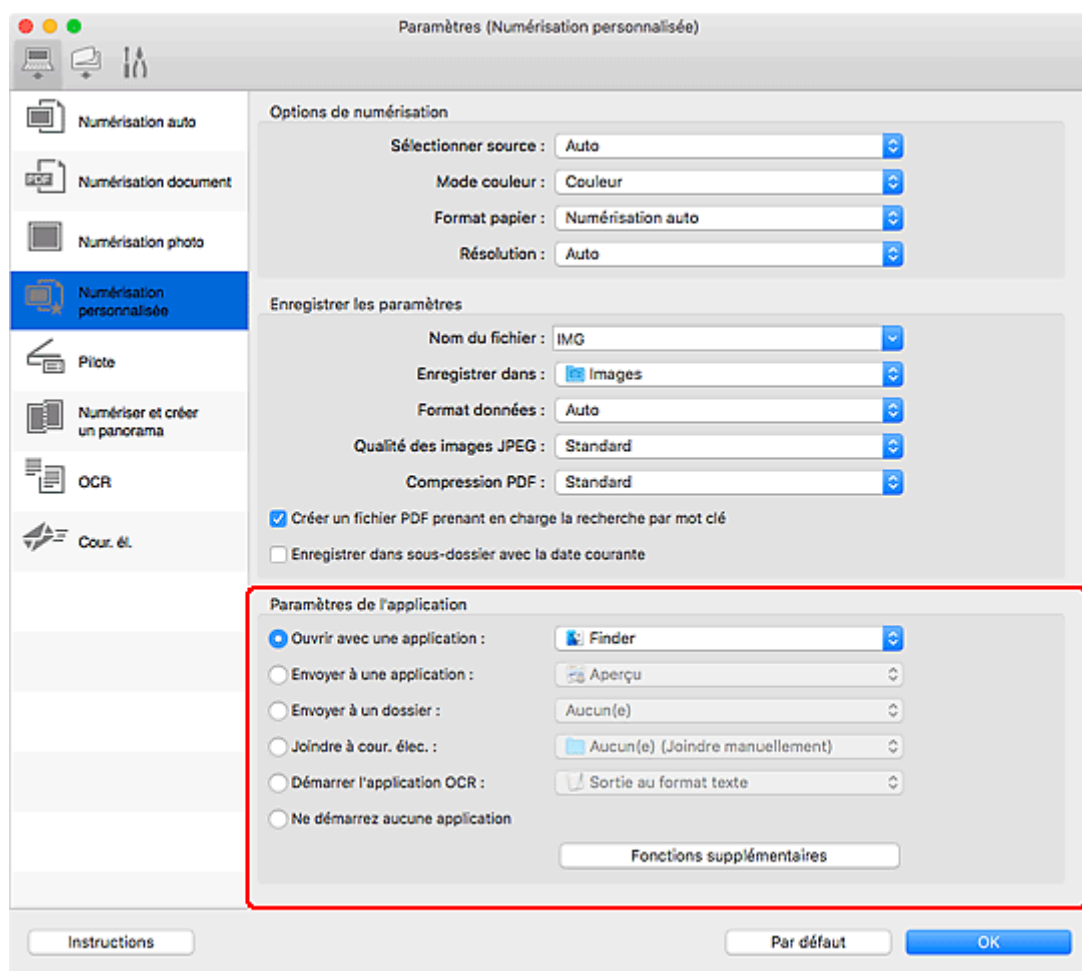 Paramètres (Numérisation personnalisée)
Numérisation auto
PDF
Numérisation document
Numérisation photo
Numérisation
personnalisée
Pilote
Numériser et créer
un panorama
OCR
Cour. él.
Options de numérisation
Sélectionner source : Auto
Mode couleur : Couleur
Format papier : Numérisation auto
Résolution : Auto
Enregistrer les paramètres
Nom du fichier : IMG
Enregistrer dans : Images
Format données : Auto
Qualité des images JPEG : Standard
Compression PDF : Standard
Créer un fichier PDF prenant en charge la recherche par mot clé
Enregistrer dans sous-dossier avec la date courante
Paramètres de l'application
Ouvrir avec une application : Finder
Envoyer à une application : Aperçu
Envoyer à un dossier : Aucun(e)
Joindre à cour. élec. : Aucun(e) (Joindre manuellement)
Démarrer l'application OCR : Sortie au format texte
Ne démarrez aucune application
Fonctions supplémentaires
Instructions
Par défaut
OK